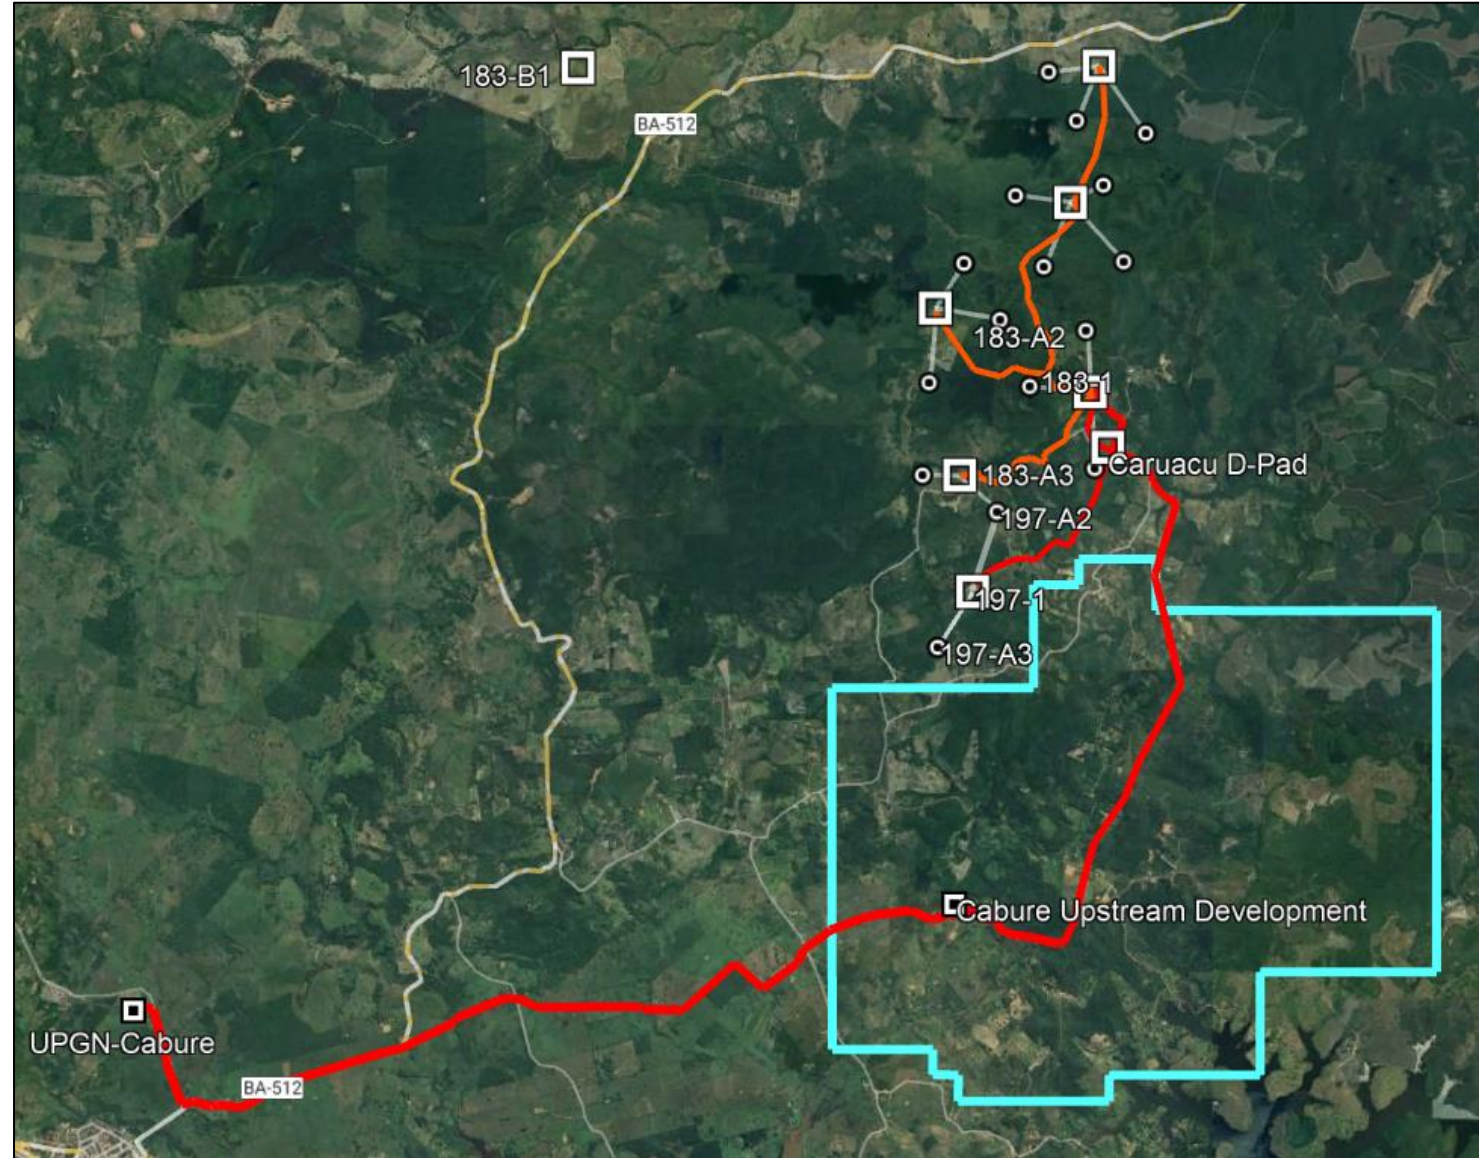 183-B1
BA-512
183-A2
183-1
Caruacu D-Pad
183-A3
197-A2
197-1
197-A3
Cabure Upstream Development
UPGN-Cabure
BA-512